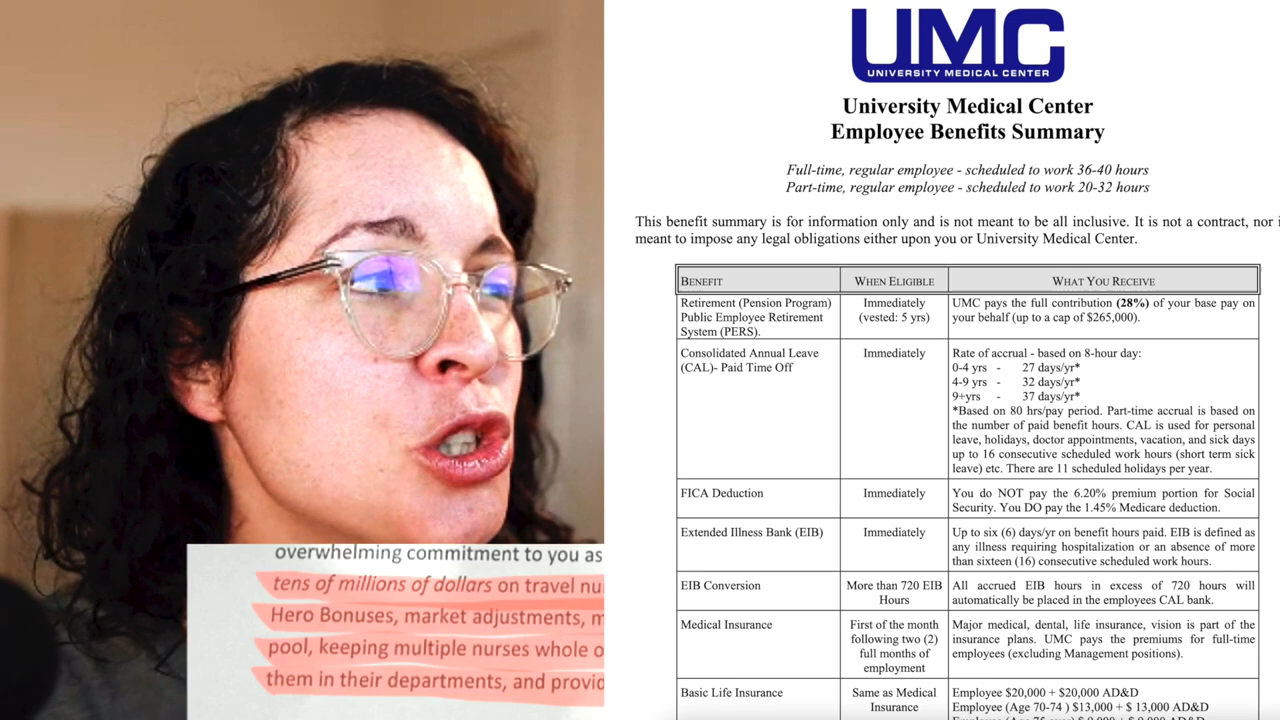 overwhelming commitment to you as
tens of millions of dollars on travel nu
Hero Bonuses, market adjustments, m
pool, keeping multiple nurses whole o
them in their departments, and provid
UMC
UNIVERSITY MEDICAL CENTER
University Medical Center
Employee Benefits Summary
Full-time, regular employee - scheduled to work 36-40 hours
Part-time, regular employee - scheduled to work 20-32 hours
This benefit summary is for information only and is not meant to be all inclusive. It is not a contract, nor i
meant to impose any legal obligations either upon you or University Medical Center.
BENEFIT
WHEN ELIGIBLE
WHAT YOU RECEIVE
Retirement (Pension Program)
Public Employee Retirement
System (PERS).
Immediately
(vested: 5 yrs)
UMC pays the full contribution (28%) of your base pay on
your behalf (up to a cap of $265,000).
Consolidated Annual Leave
(CAL)- Paid Time Off
Immediately
Rate of accrual - based on 8-hour day:
0-4 yrs - 27 days/yr*
4-9 yrs - 32 days/yr*
9+yrs - 37 days/yr*
*Based on 80 hrs/pay period. Part-time accrual is based on
the number of paid benefit hours. CAL is used for personal
leave, holidays, doctor appointments, vacation, and sick days
up to 16 consecutive scheduled work hours (short term sick
leave) etc. There are 11 scheduled holidays per year.
FICA Deduction
Immediately
You do NOT pay the 6.20% premium portion for Social
Security. You DO pay the 1.45% Medicare deduction.
Extended Illness Bank (EIB)
Immediately
Up to six (6) days/yr on benefit hours paid. EIB is defined as
any illness requiring hospitalization or an absence of more
than sixteen (16) consecutive scheduled work hours.
EIB Conversion
More than 720 EIB
Hours
All accrued EIB hours in excess of 720 hours will
automatically be placed in the employees CAL bank.
Medical Insurance
First of the month
following two (2)
full months of
employment
Major medical, dental, life insurance, vision is part of the
insurance plans. UMC pays the premiums for full-time
employees (excluding Management positions).
Basic Life Insurance
Same as Medical
Insurance
Employee $20,000 + $20,000 AD&D
Employee (Age 70-74 ) $13,000 + $ 13,000 AD&D